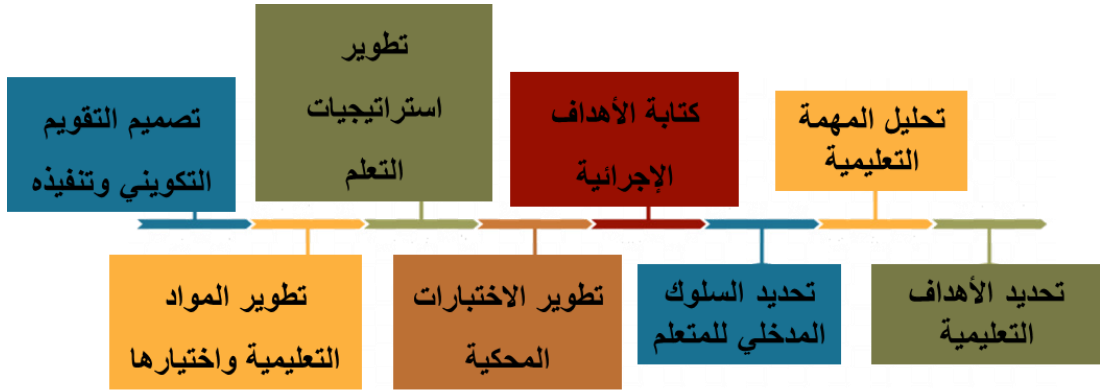 تحديد الأهداف
التعليمية
تحليل المهمة
التعليمية
تحديد السلوك
المدخلي للمتعلم
كتابة الأهداف
الإجرائية
تطوير الاختبارات
المحكية
تطوير
استراتيجيات
التعلم
تطوير المواد
التعليمية واختيارها
تصميم التقويم
التكويني وتنفيذه